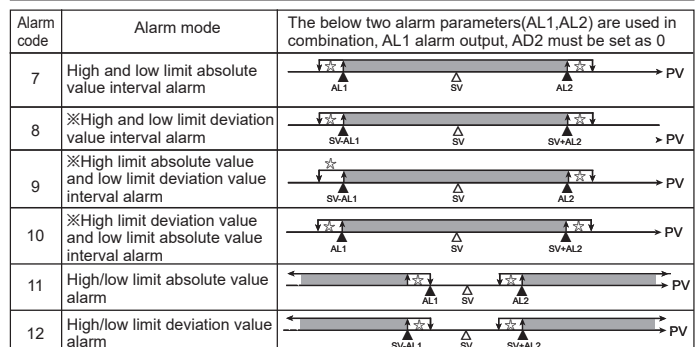 Alarm code
Alarm mode
The below two alarm parameters(AL1,AL2) are used in
combination, AL1 alarm output, AD2 must be set as 0
7
High and low limit absolute
value interval alarm
☆ ☆ PV
AL1 SV AL2
8
※High and low limit deviation
value interval alarm
☆ ☆
SV-AL1 SV SV+AL2 PV
9
※High limit absolute value
and low limit deviation value
interval alarm
☆ ☆ PV
SV-AL1 SV AL2
10
※High limit deviation value
and low limit absolute value
interval alarm
☆ ☆ PV
AL1 SV SV+AL2
11
High/low limit absolute value
alarm
☆ ☆ PV
AL1 SV AL2
12
High/low limit deviation value
alarm
☆ ☆ PV
SV-AL1 SV SV+AL2